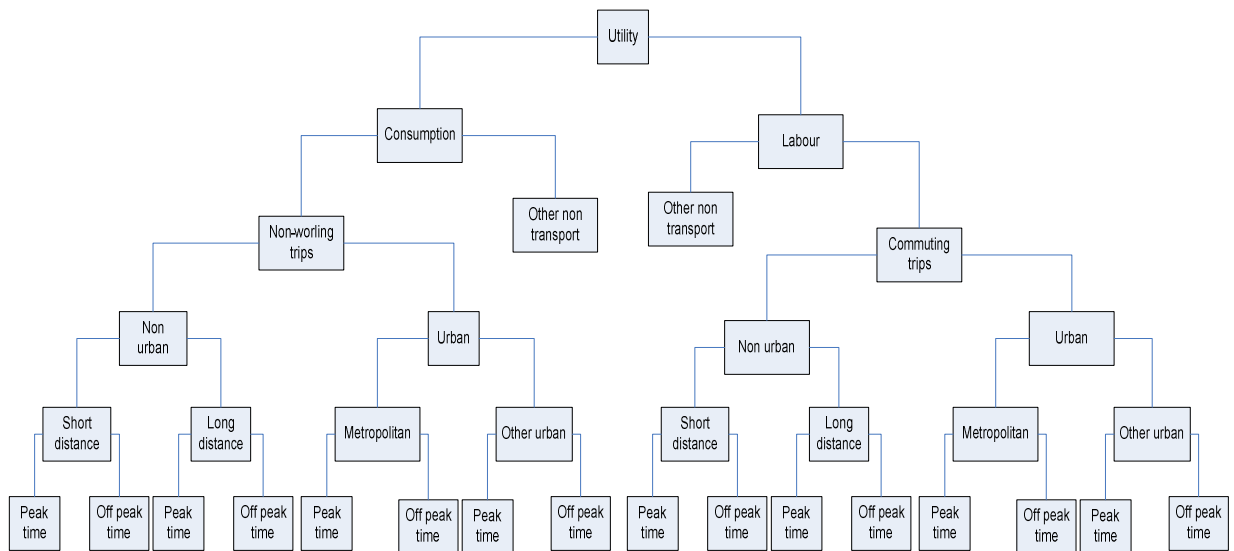 Utility
Consumption
Labour
Other non
transport
Other non
transport
Non-worling
trips
Commuting
trips
Non
urban
Urban
Non urban
Urban
Short
distance
Long
distance
Metropolitan
Other urban
Short
distance
Long
distance
Metropolitan
Other urban
Peak
time
Off peak
time
Peak
time
Off peak
time
Peak
time
Off peak
time
Peak
time
Off peak
time
Peak
time
Off peak
time
Peak
time
Off peak
time
Peak
time
Off peak
time
Peak
time
Off peak
time